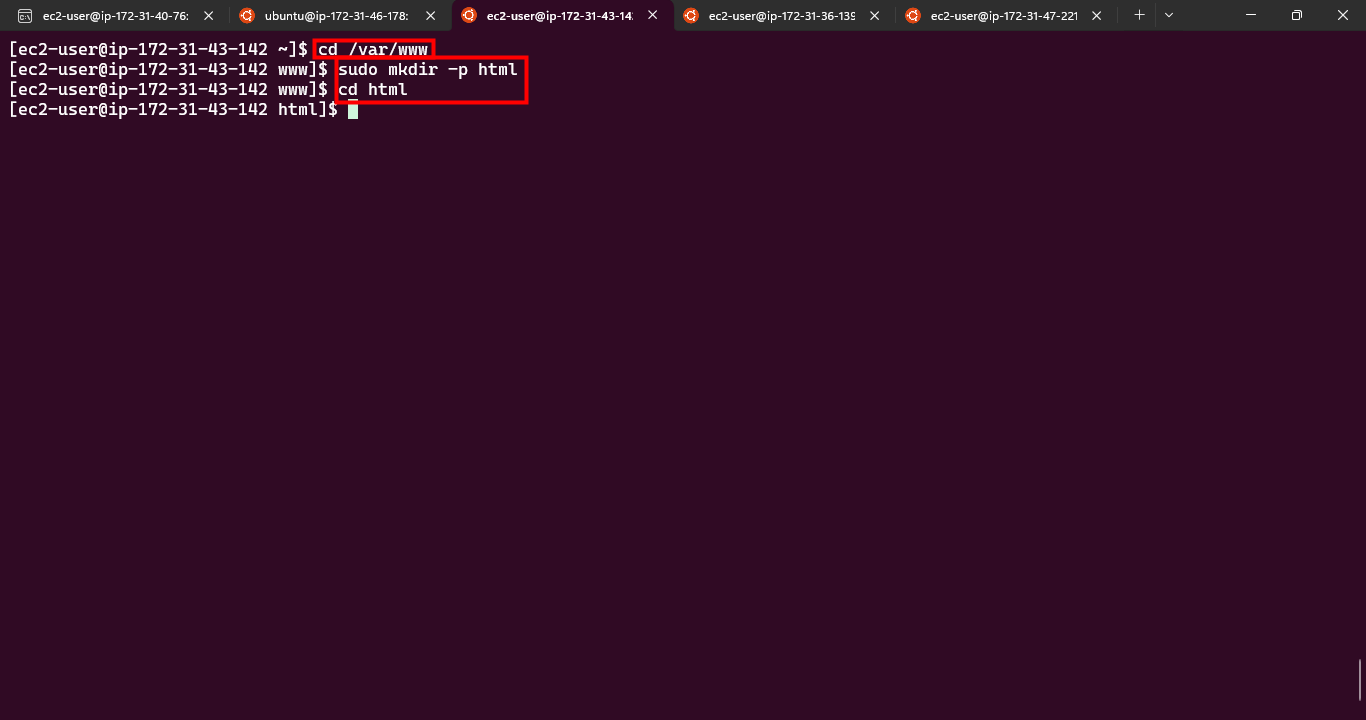 ec2-user@ip-172-31-40-76:
ubuntu@ip-172-31-46-178:
ec2-user@ip-172-31-43-14
ec2-user@ip-172-31-36-139
ec2-user@ip-172-31-47-221
[ec2-user@ip-172-31-43-142 ~]$ cd /var/www
[ec2-user@ip-172-31-43-142 www]$ sudo mkdir -p html
[ec2-user@ip-172-31-43-142 www]$ cd html
[ec2-user@ip-172-31-43-142 html]$